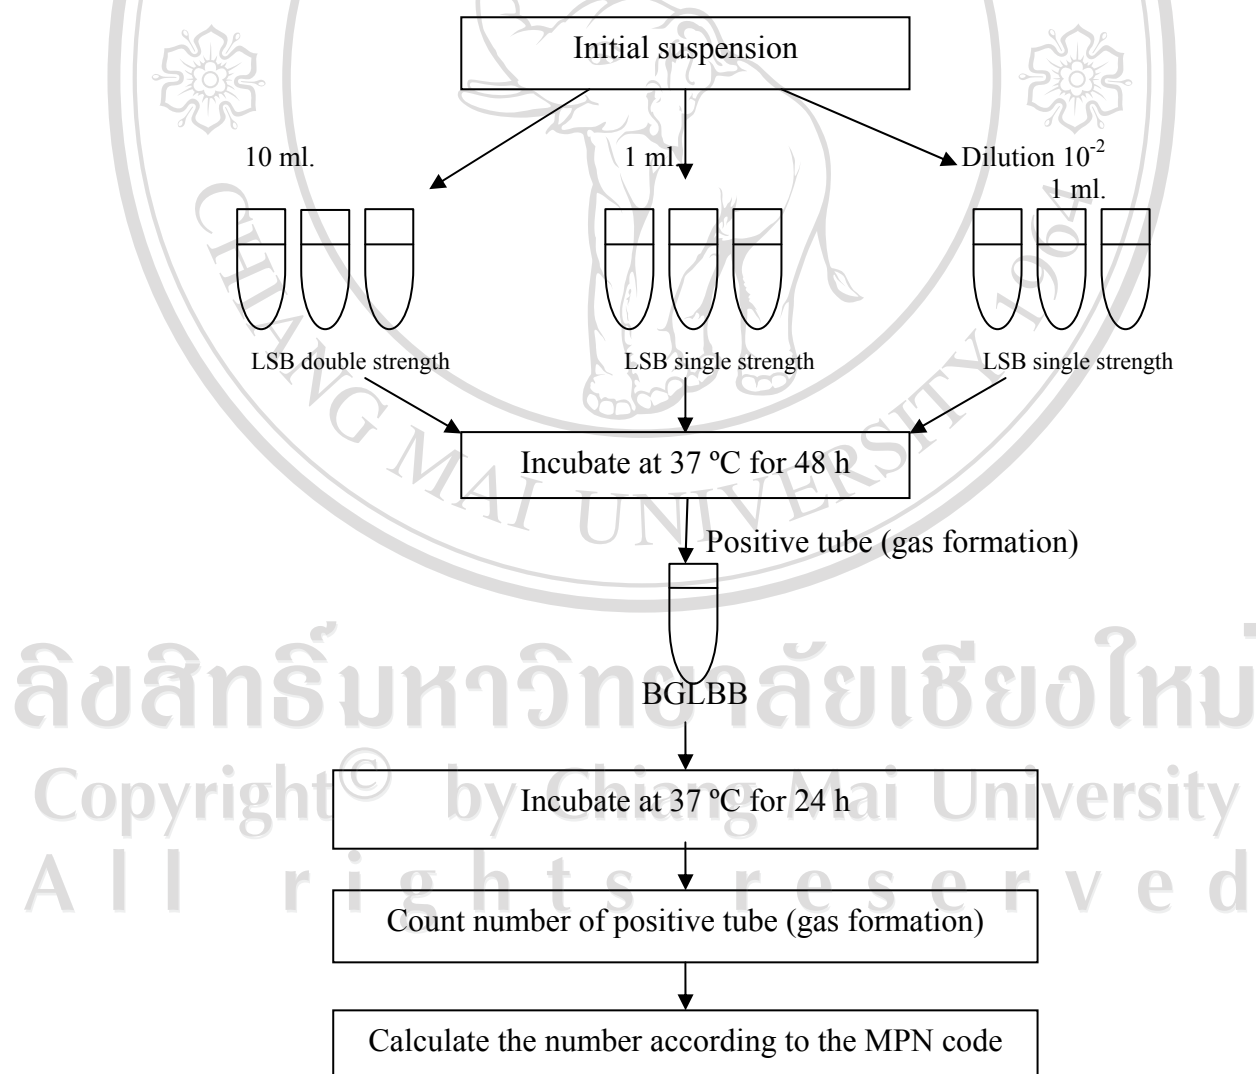 Initial suspension
10 ml.
1 ml.
Dilution 10⁻²
1 ml.
LSB double strength
LSB single strength
LSB single strength
Incubate at 37 ºC for 48 h
Positive tube (gas formation)
BGLBB
Incubate at 37 ºC for 24 h
Count number of positive tube (gas formation)
Calculate the number according to the MPN code
CHIANG MAI UNIVERSITY 1964
ลิขสิทธิ์มหาวิทยาลัยเชียงใหม่
Copyright© by Chiang Mai University
All rights reserved